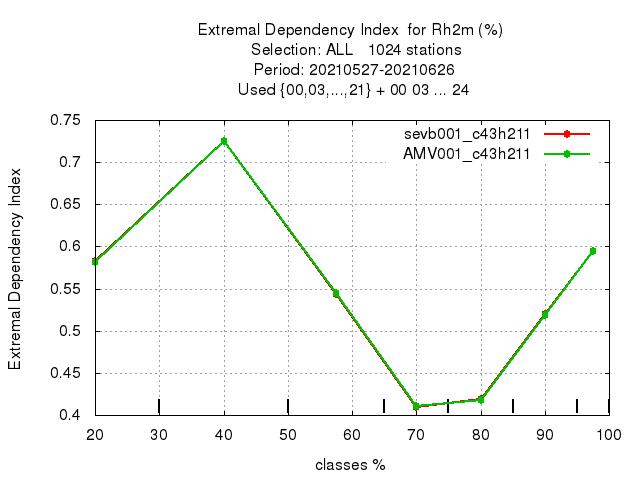 Extremal Dependency Index  for Rh2m (%)
Selection: ALL   1024 stations
Period: 20210527-20210626
Used {00,03,...,21} + 00 03 ... 24
sevb001_c43h211
AMV001_c43h211
Extremal Dependency Index
0.75
0.7
0.65
0.6
0.55
0.5
0.45
0.4
20 30 40 50 60 70 80 90 100
classes %